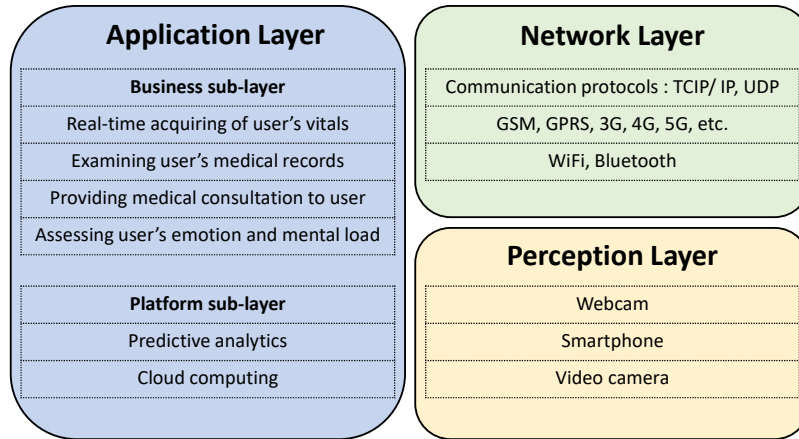 Application Layer
Business sub-layer
Real-time acquiring of user's vitals
Examining user's medical records
Providing medical consultation to user
Assessing user's emotion and mental load
Platform sub-layer
Predictive analytics
Cloud computing
Network Layer
Communication protocols : TCIP/ IP, UDP
GSM, GPRS, 3G, 4G, 5G, etc.
WiFi, Bluetooth
Perception Layer
Webcam
Smartphone
Video camera